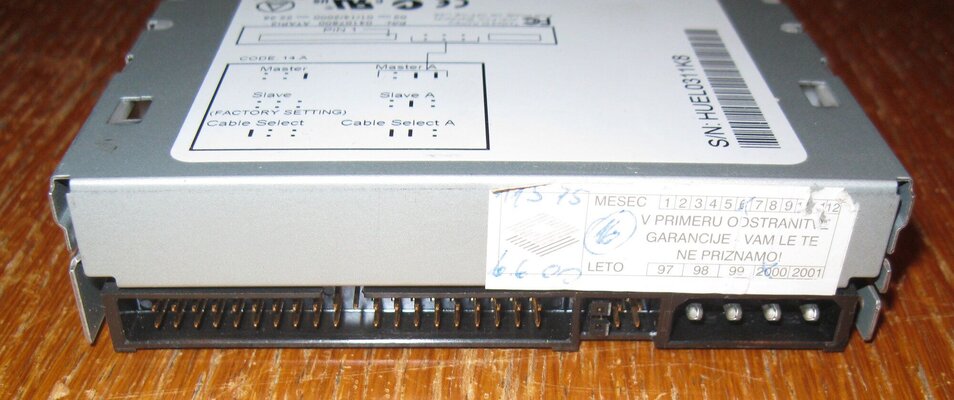 PIN 1
CODE 14 A
Master
Master A
Slave
Slave A
(FACTORY SETTING)
Cable Select
Cable Select A
S/N: HUEL0311KS
MESEC 1 2 3 4 5 6 7 8 9 12
V PRIMERU ODSTRANITVE
GARANCIJE VAM LE TE
NE PRIZNAMO!
LETO 97 98 99 2000 2001